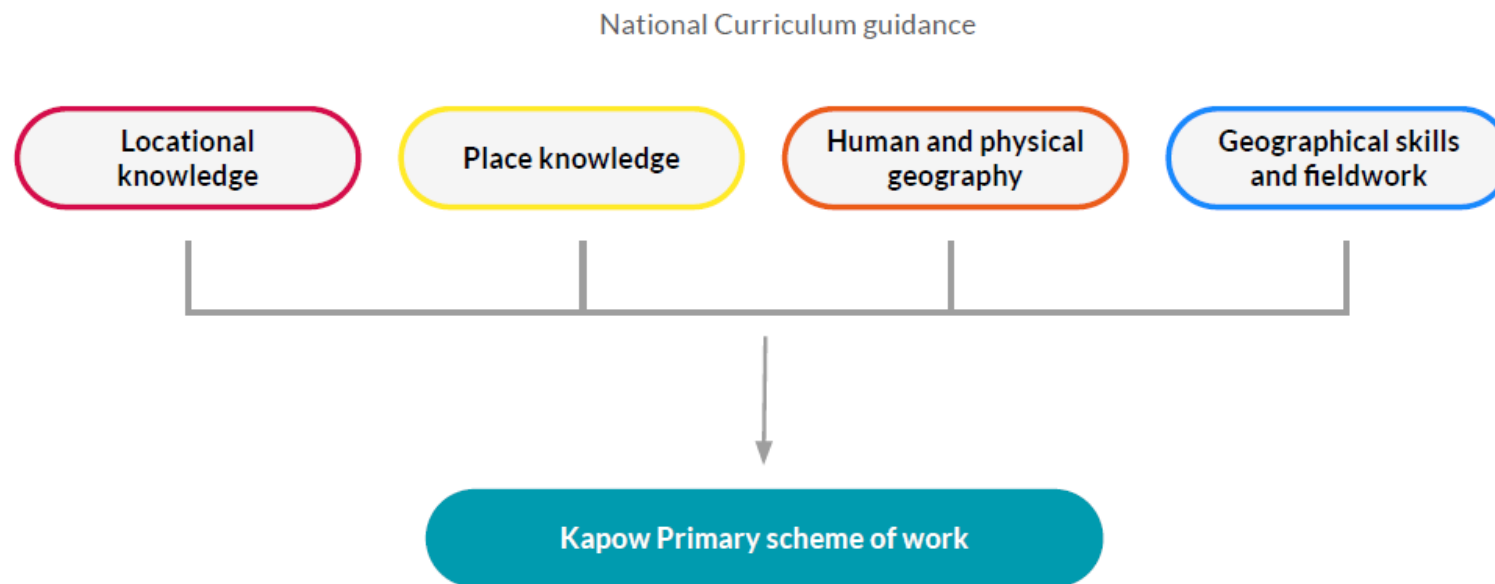 National Curriculum guidance
Locational
knowledge
Place knowledge
Human and physical
geography
Geographical skills
and fieldwork
Kapow Primary scheme of work